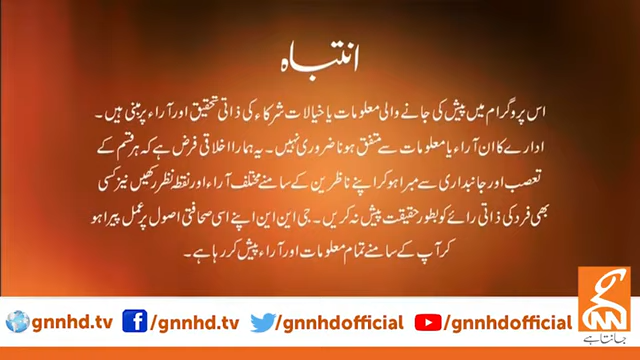 انتباہ
اس پروگرام میں پیش کی جانے والی معلومات یا خیالات شرکاء کی ذاتی تحقیق اور آراء پر مبنی ہیں۔
ادارے کا ان آراء یا معلومات سے متفق ہونا ضروری نہیں۔ یہ ہمارا اخلاقی فرض ہے کہ ہر قسم کے
تعصب اور جانبداری سے مبرا ہو کر اپنے ناظرین کے سامنے مختلف آراء اور نقطہ نظر رکھیں نیز کسی
بھی فرد کی ذاتی رائے کو بطور حقیقت پیش نہ کریں۔ جی این این اپنے اسی صحافتی اصول پر عمل پیرا ہو
کر آپ کے سامنے تمام معلومات اور آراء پیش کر رہا ہے۔
gnnhd.tv /gnnhd.tv /gnnhdofficial /gnnhdofficial
GNN
جانتا ہے